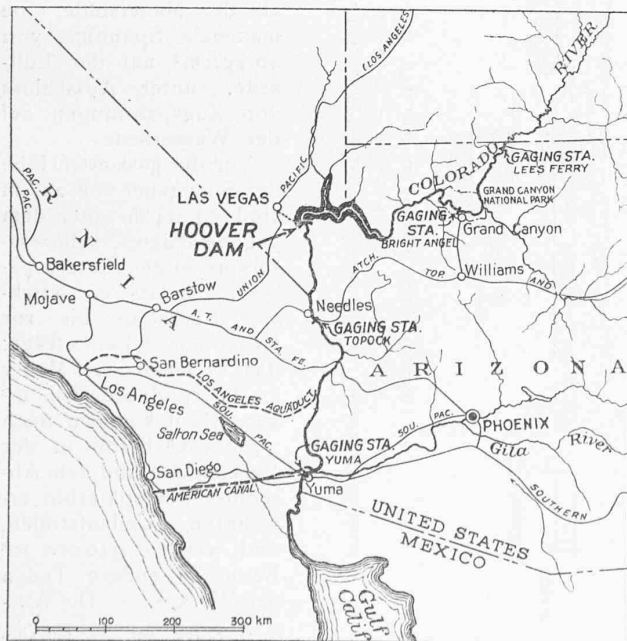 (LOS ANGELES
RIVER
PAC.
PAC.
LAS VEGAS
PACIFIC
COLORADO
GAGING STA.
LEES FERRY
GRAND CANYON
NATIONAL PARK
HOOVER
DAM
GAGING
STA.
BRIGHT ANGEL
Grand Canyon
Bakersfield
UNION
ATCH.
TOP.
AND
Williams
Mojave
Barstow
A. T. AND STA. FE.
Needles
GAGING STA.
TOPOCK
ARIZONA
San Bernardino
Los Angeles
LOS ANGELES AQUADUCT
SOU. PAC.
Salton Sea
SOU. PAC.
PHOENIX
Gila River
GAGING STA.
YUMA
San Diego
AMERICAN CANAL
Yuma
SOUTHERN
UNITED STATES
MEXICO
Gulf
Calif
0 100 200 300 km